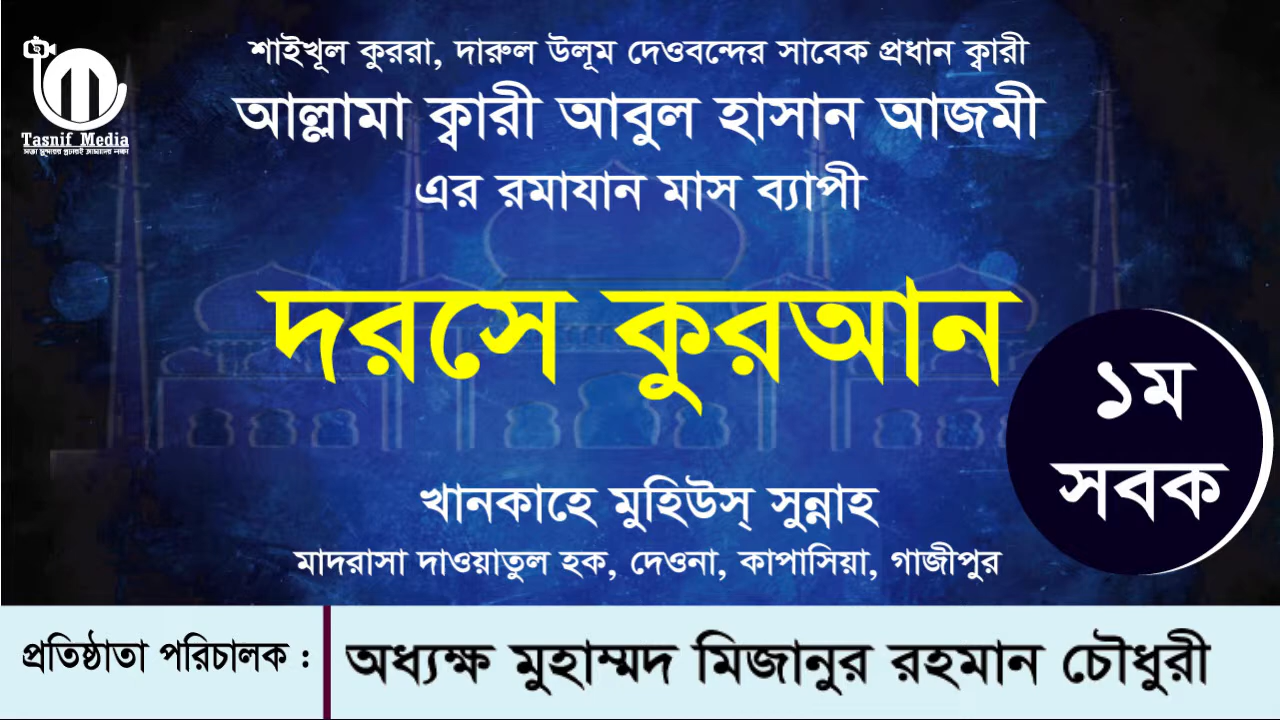 শাইখূল কুররা, দারুল উলূম দেওবন্দের সাবেক প্রধান ক্বারী
আল্লামা ক্বারী আবুল হাসান আজমী
এর রমাযান মাস ব্যাপী
Tasnif Media
দরসে কুরআন
১ম
সবক
খানকাহে মুহিউস্ সুন্নাহ
মাদরাসা দাওয়াতুল হক, দেওনা, কাপাসিয়া, গাজীপুর
প্রতিষ্ঠাতা পরিচালক :
অধ্যক্ষ মুহাম্মদ মিজানুর রহমান চৌধুরী